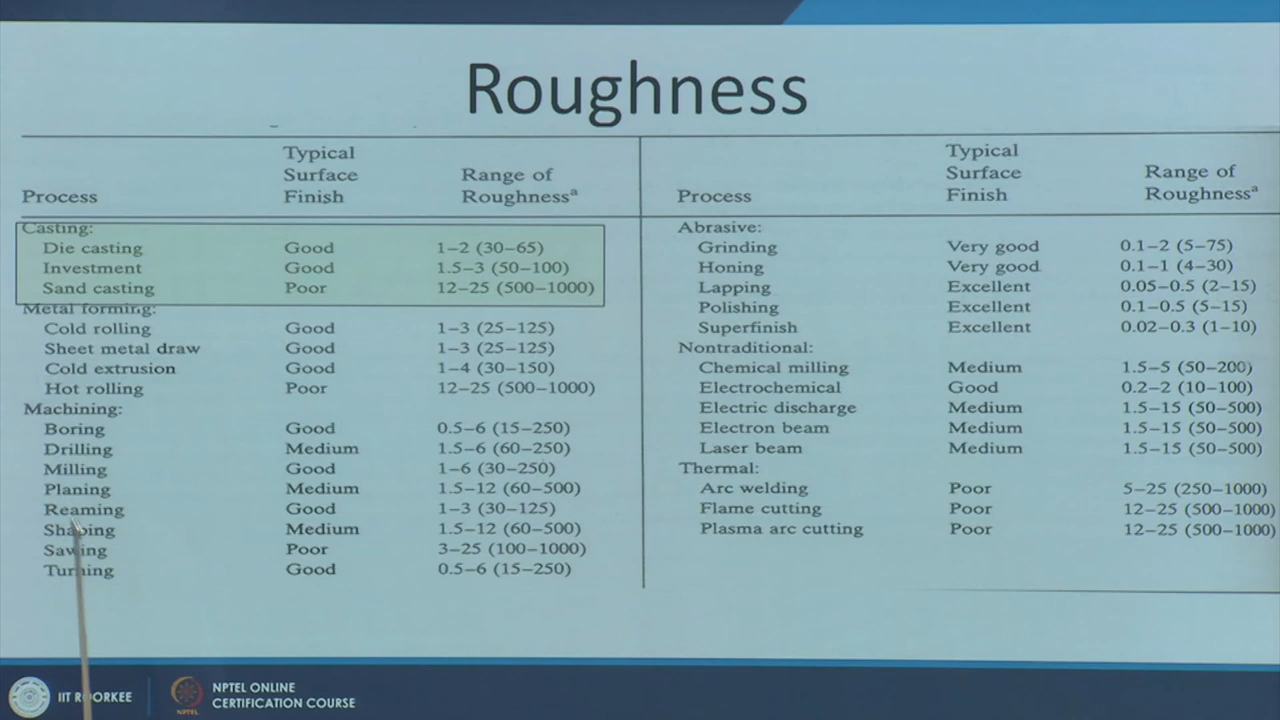 Roughness
Process Typical Surface Finish Range of Roughnessᵃ
Casting:
Die casting Good 1–2 (30–65)
Investment Good 1.5–3 (50–100)
Sand casting Poor 12–25 (500–1000)
Metal forming:
Cold rolling Good 1–3 (25–125)
Sheet metal draw Good 1–3 (25–125)
Cold extrusion Good 1–4 (30–150)
Hot rolling Poor 12–25 (500–1000)
Machining:
Boring Good 0.5–6 (15–250)
Drilling Medium 1.5–6 (60–250)
Milling Good 1–6 (30–250)
Planing Medium 1.5–12 (60–500)
Reaming Good 1–3 (30–125)
Shaping Medium 1.5–12 (60–500)
Sawing Poor 3–25 (100–1000)
Turning Good 0.5–6 (15–250)
Process Typical Surface Finish Range of Roughnessᵃ
Abrasive:
Grinding Very good 0.1–2 (5–75)
Honing Very good 0.1–1 (4–30)
Lapping Excellent 0.05–0.5 (2–15)
Polishing Excellent 0.1–0.5 (5–15)
Superfinish Excellent 0.02–0.3 (1–10)
Nontraditional:
Chemical milling Medium 1.5–5 (50–200)
Electrochemical Good 0.2–2 (10–100)
Electric discharge Medium 1.5–15 (50–500)
Electron beam Medium 1.5–15 (50–500)
Laser beam Medium 1.5–15 (50–500)
Thermal:
Arc welding Poor 5–25 (250–1000)
Flame cutting Poor 12–25 (500–1000)
Plasma arc cutting Poor 12–25 (500–1000)
IIT ROORKEE
NPTEL ONLINE
CERTIFICATION COURSE
NPTEL